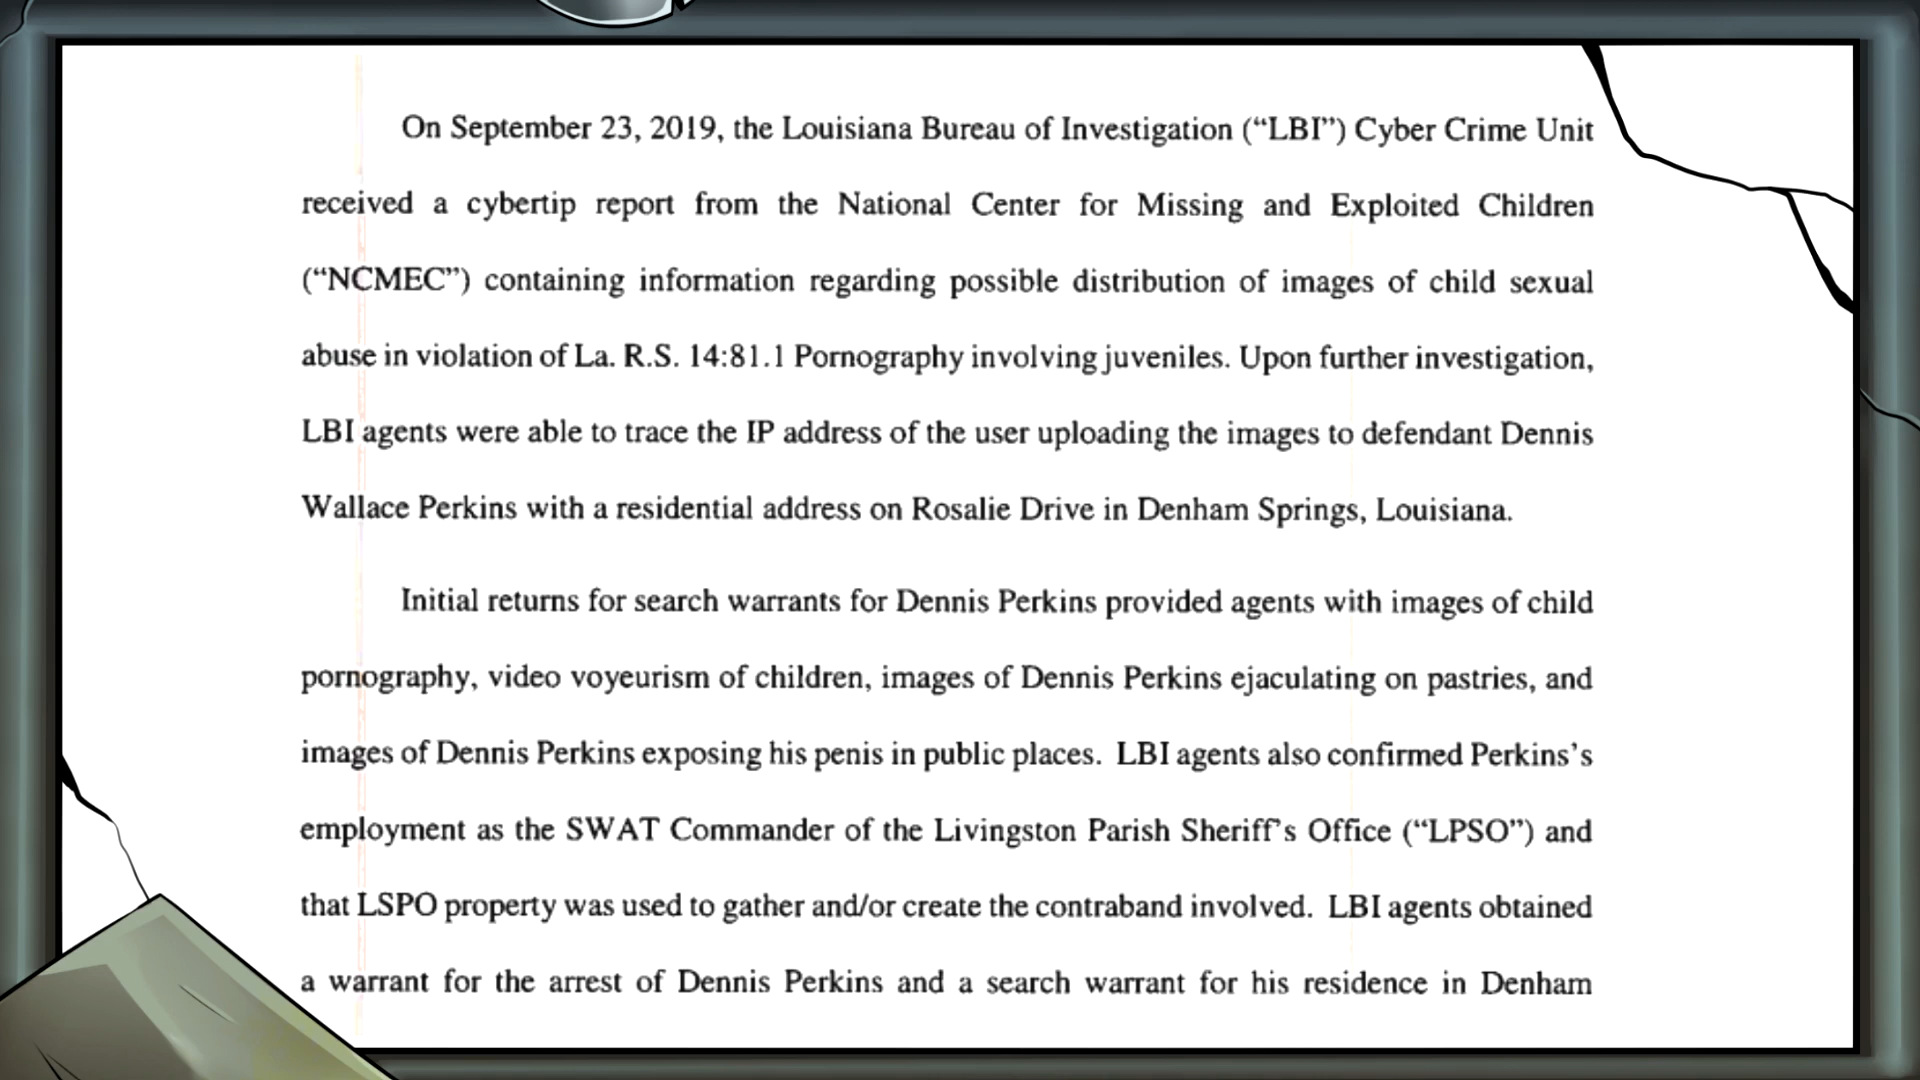 On September 23, 2019, the Louisiana Bureau of Investigation (“LBI”) Cyber Crime Unit
received a cybertip report from the National Center for Missing and Exploited Children
(“NCMEC”) containing information regarding possible distribution of images of child sexual
abuse in violation of La. R.S. 14:81.1 Pornography involving juveniles. Upon further investigation,
LBI agents were able to trace the IP address of the user uploading the images to defendant Dennis
Wallace Perkins with a residential address on Rosalie Drive in Denham Springs, Louisiana.
Initial returns for search warrants for Dennis Perkins provided agents with images of child
pornography, video voyeurism of children, images of Dennis Perkins ejaculating on pastries, and
images of Dennis Perkins exposing his penis in public places. LBI agents also confirmed Perkins’s
employment as the SWAT Commander of the Livingston Parish Sheriff’s Office (“LPSO”) and
that LSPO property was used to gather and/or create the contraband involved. LBI agents obtained
a warrant for the arrest of Dennis Perkins and a search warrant for his residence in Denham